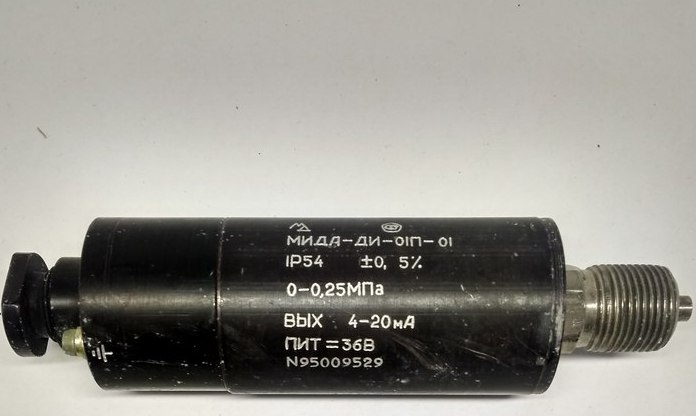 МИДА-ДИ-01П-01
IP54 ±0, 5%
0-0,25МПа
ВЫХ 4-20мА
ПИТ=36В
N95009529